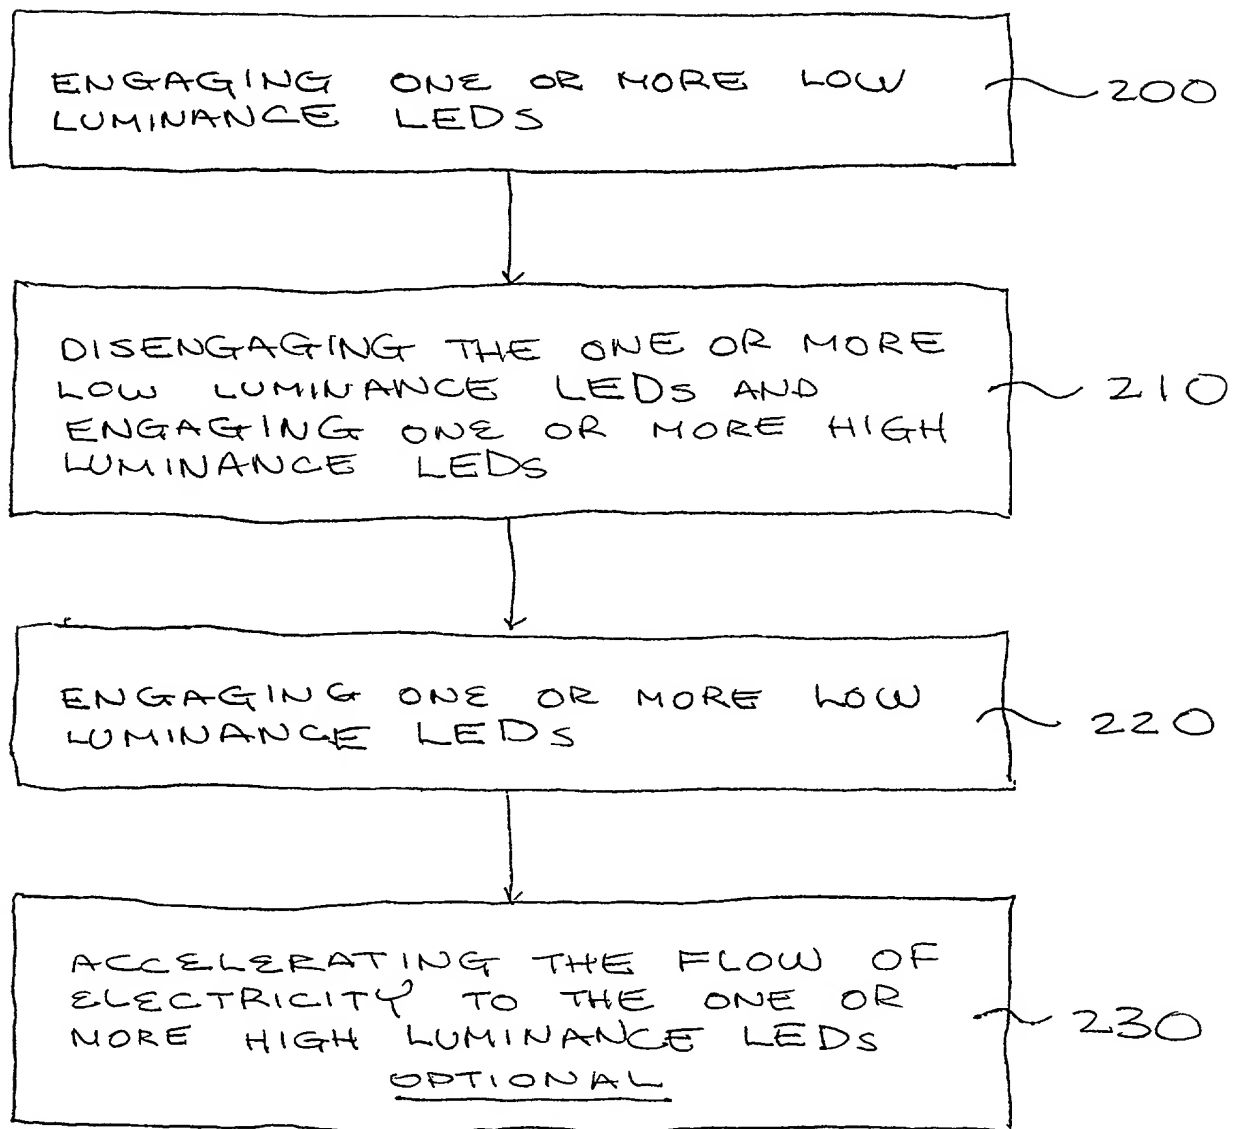 ENGAGING ONE OR MORE LOW
LUMINANCE LEDS
200
DISENGAGING THE ONE OR MORE
LOW LUMINANCE LEDS AND
ENGAGING ONE OR MORE HIGH
LUMINANCE LEDS
210
ENGAGING ONE OR MORE LOW
LUMINANCE LEDS
220
ACCELERATING THE FLOW OF
ELECTRICITY TO THE ONE OR
MORE HIGH LUMINANCE LEDS
OPTIONAL
230